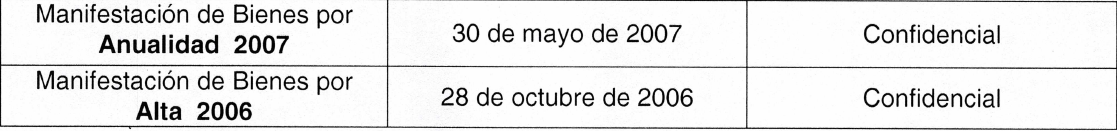 Manifestación de Bienes por
Anualidad 2007
30 de mayo de 2007
Confidencial
Manifestación de Bienes por
Alta 2006
28 de octubre de 2006
Confidencial